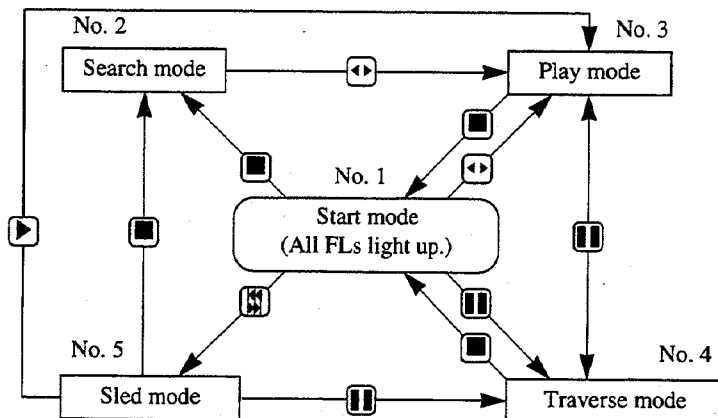 No. 2
No. 3
Search mode
Play mode
No. 1
Start mode
(All FLs light up.)
No. 5
No. 4
Sled mode
Traverse mode